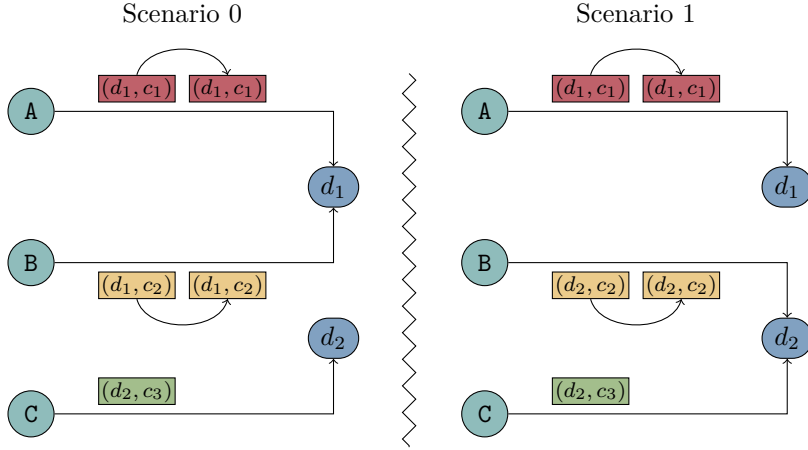 Scenario 0
(d₁, c₁) (d₁, c₁)
A
d₁
B
(d₁, c₂) (d₁, c₂)
d₂
(d₂, c₃)
C
Scenario 1
(d₁, c₁) (d₁, c₁)
A
d₁
B
(d₂, c₂) (d₂, c₂)
d₂
(d₂, c₃)
C